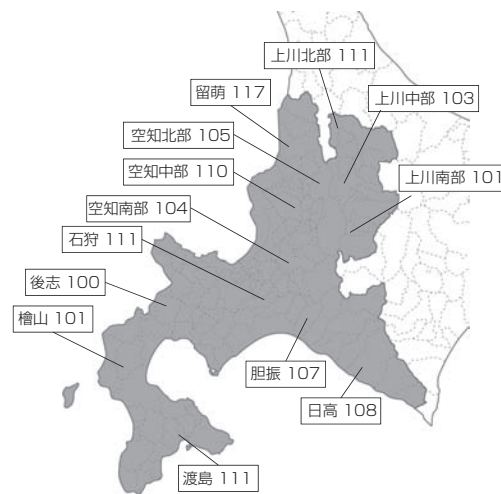 上川北部 111
留萌 117
上川中部 103
空知北部 105
空知中部 110
上川南部 101
空知南部 104
石狩 111
後志 100
檜山 101
胆振 107
日高 108
渡島 111